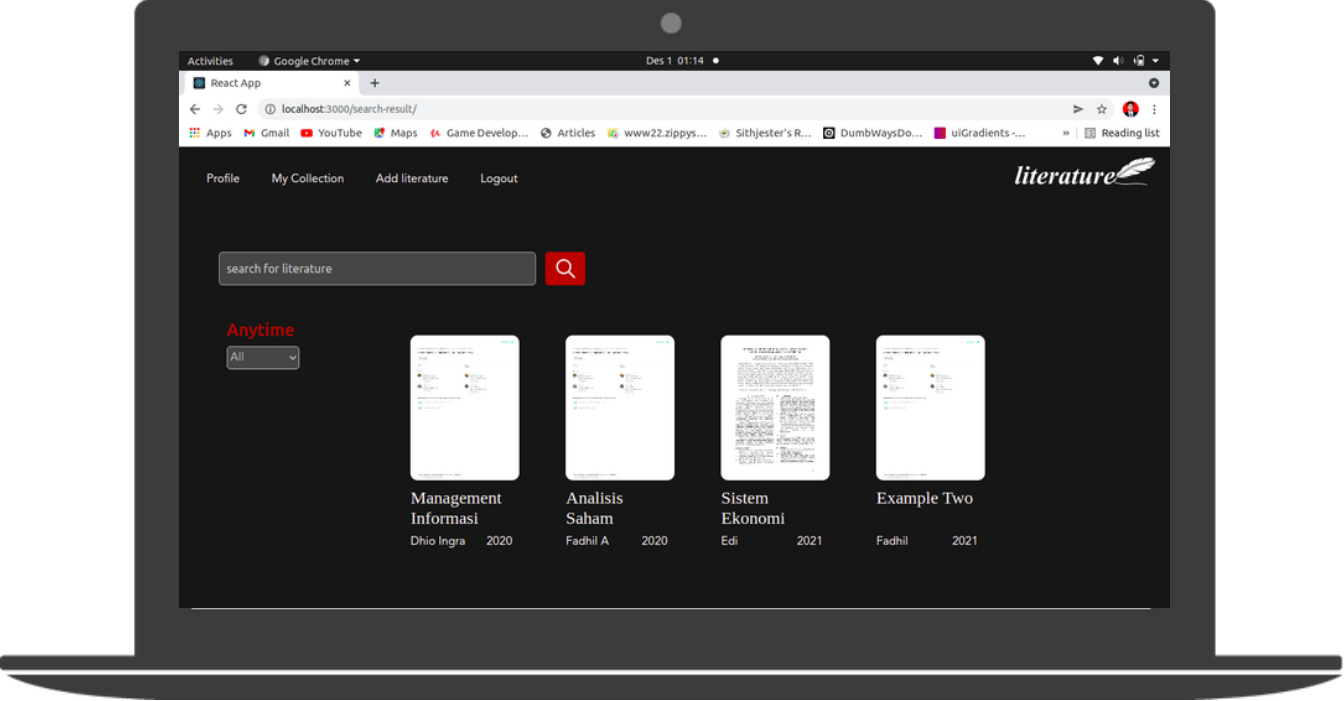 Activities Google Chrome Des 1 01:14
React App
localhost:3000/search-result/
Apps Gmail YouTube Maps Game Develop... Articles www22.zippys... Sithjester's R... DumbWaysDo... uiGradients -... » Reading list
Profile My Collection Add literature Logout literature
search for literature
Anytime
All
Management
Informasi
Dhio Ingra 2020
Analisis
Saham
Fadhil A 2020
Sistem
Ekonomi
Edi 2021
Example Two
Fadhil 2021